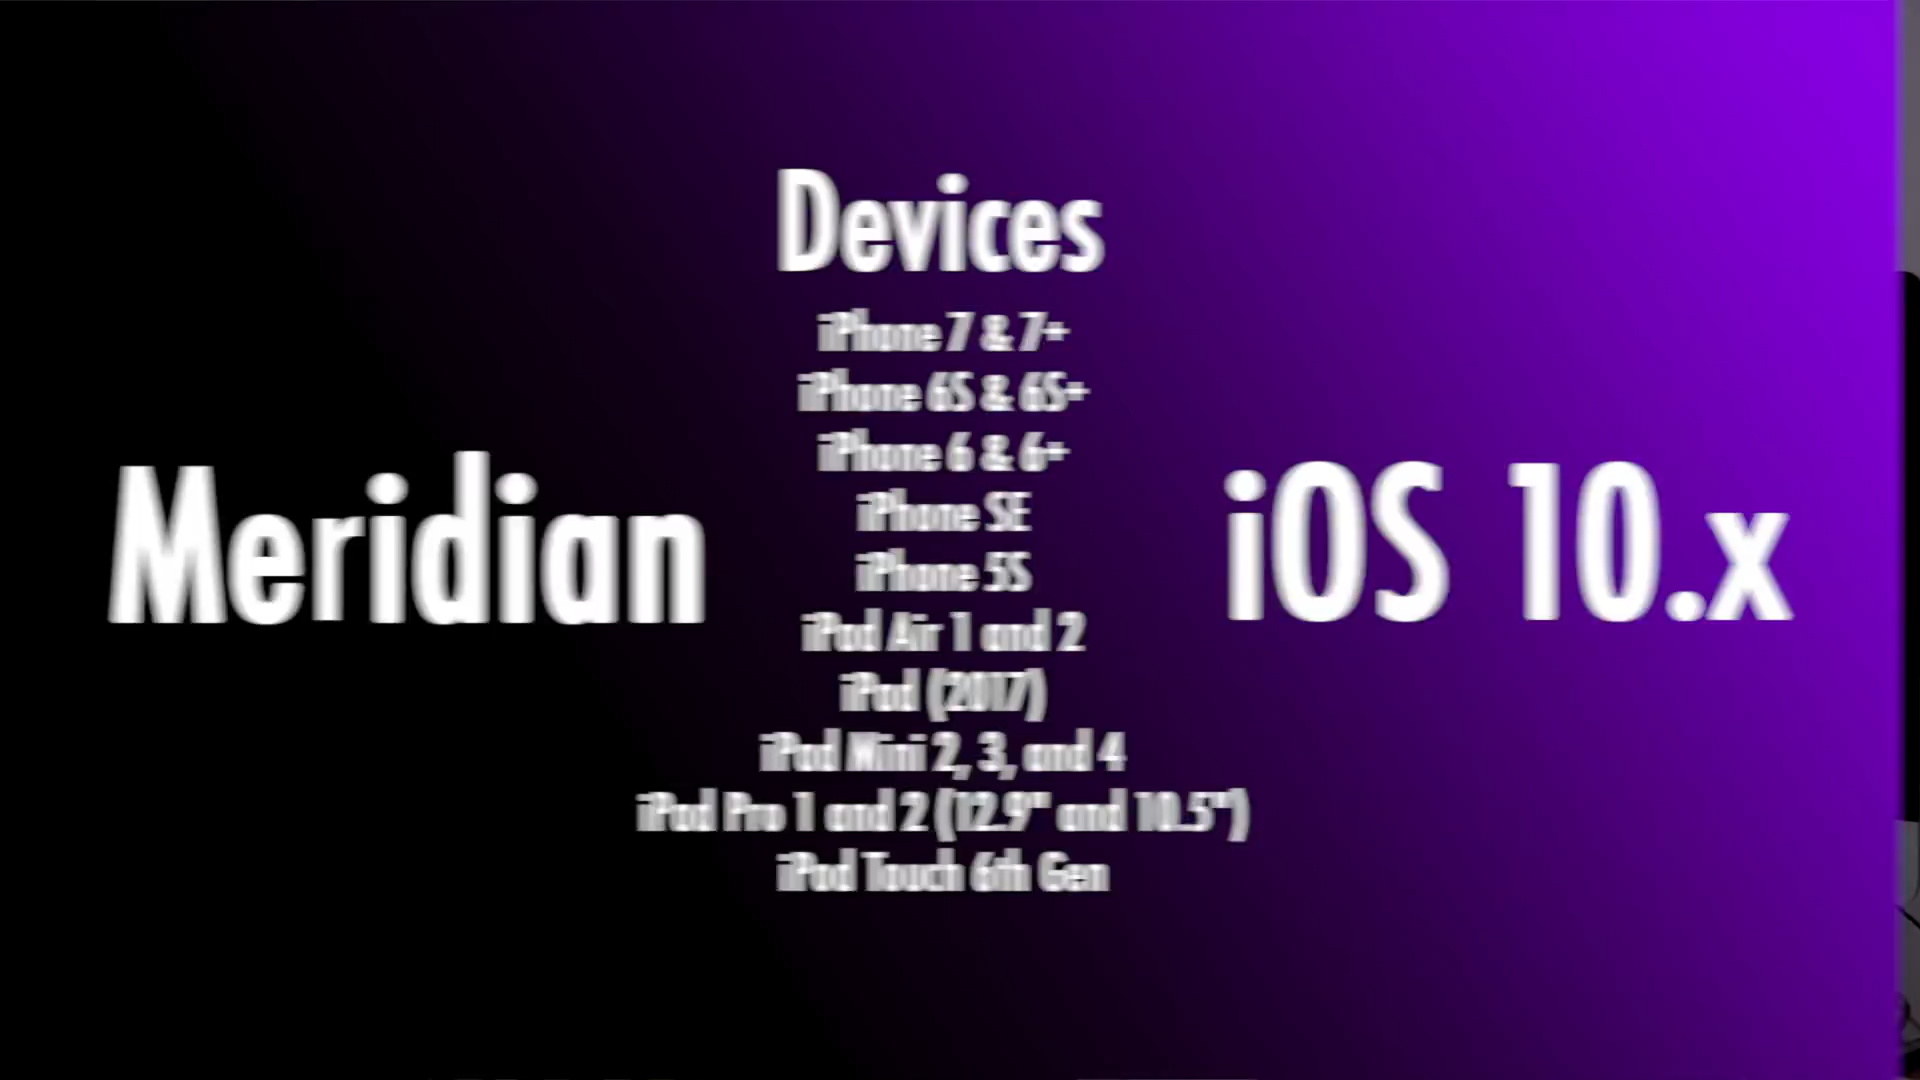 Devices
iPhone 7 & 7+
iPhone 6S & 6S+
iPhone 6 & 6+
iPhone SE
iPhone 5S
iPad Air 1 and 2
iPad (2017)
iPad Mini 2, 3, and 4
iPad Pro 1 and 2 (12.9" and 10.5")
iPod Touch 6th Gen
Meridian
iOS 10.x